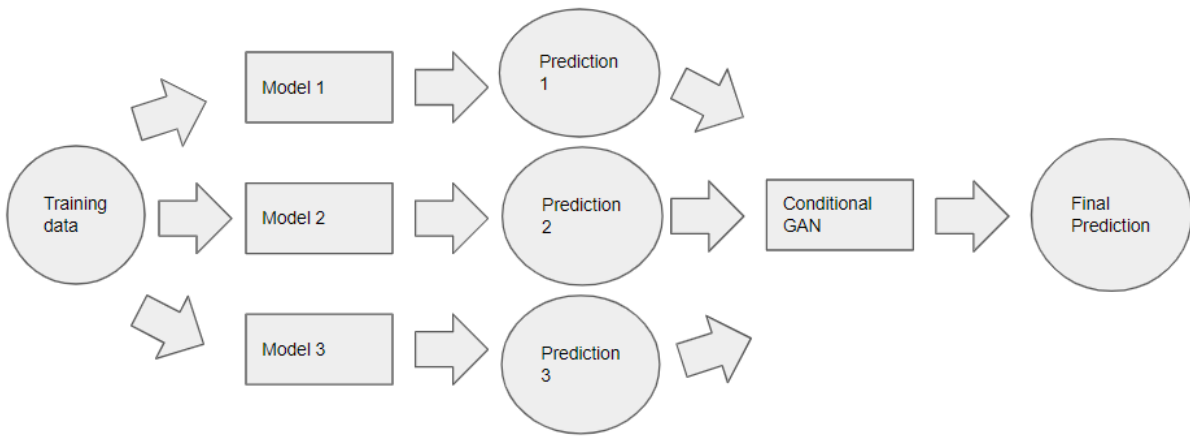 Training
data
Model 1
Model 2
Model 3
Prediction
1
Prediction
2
Prediction
3
Conditional
GAN
Final
Prediction